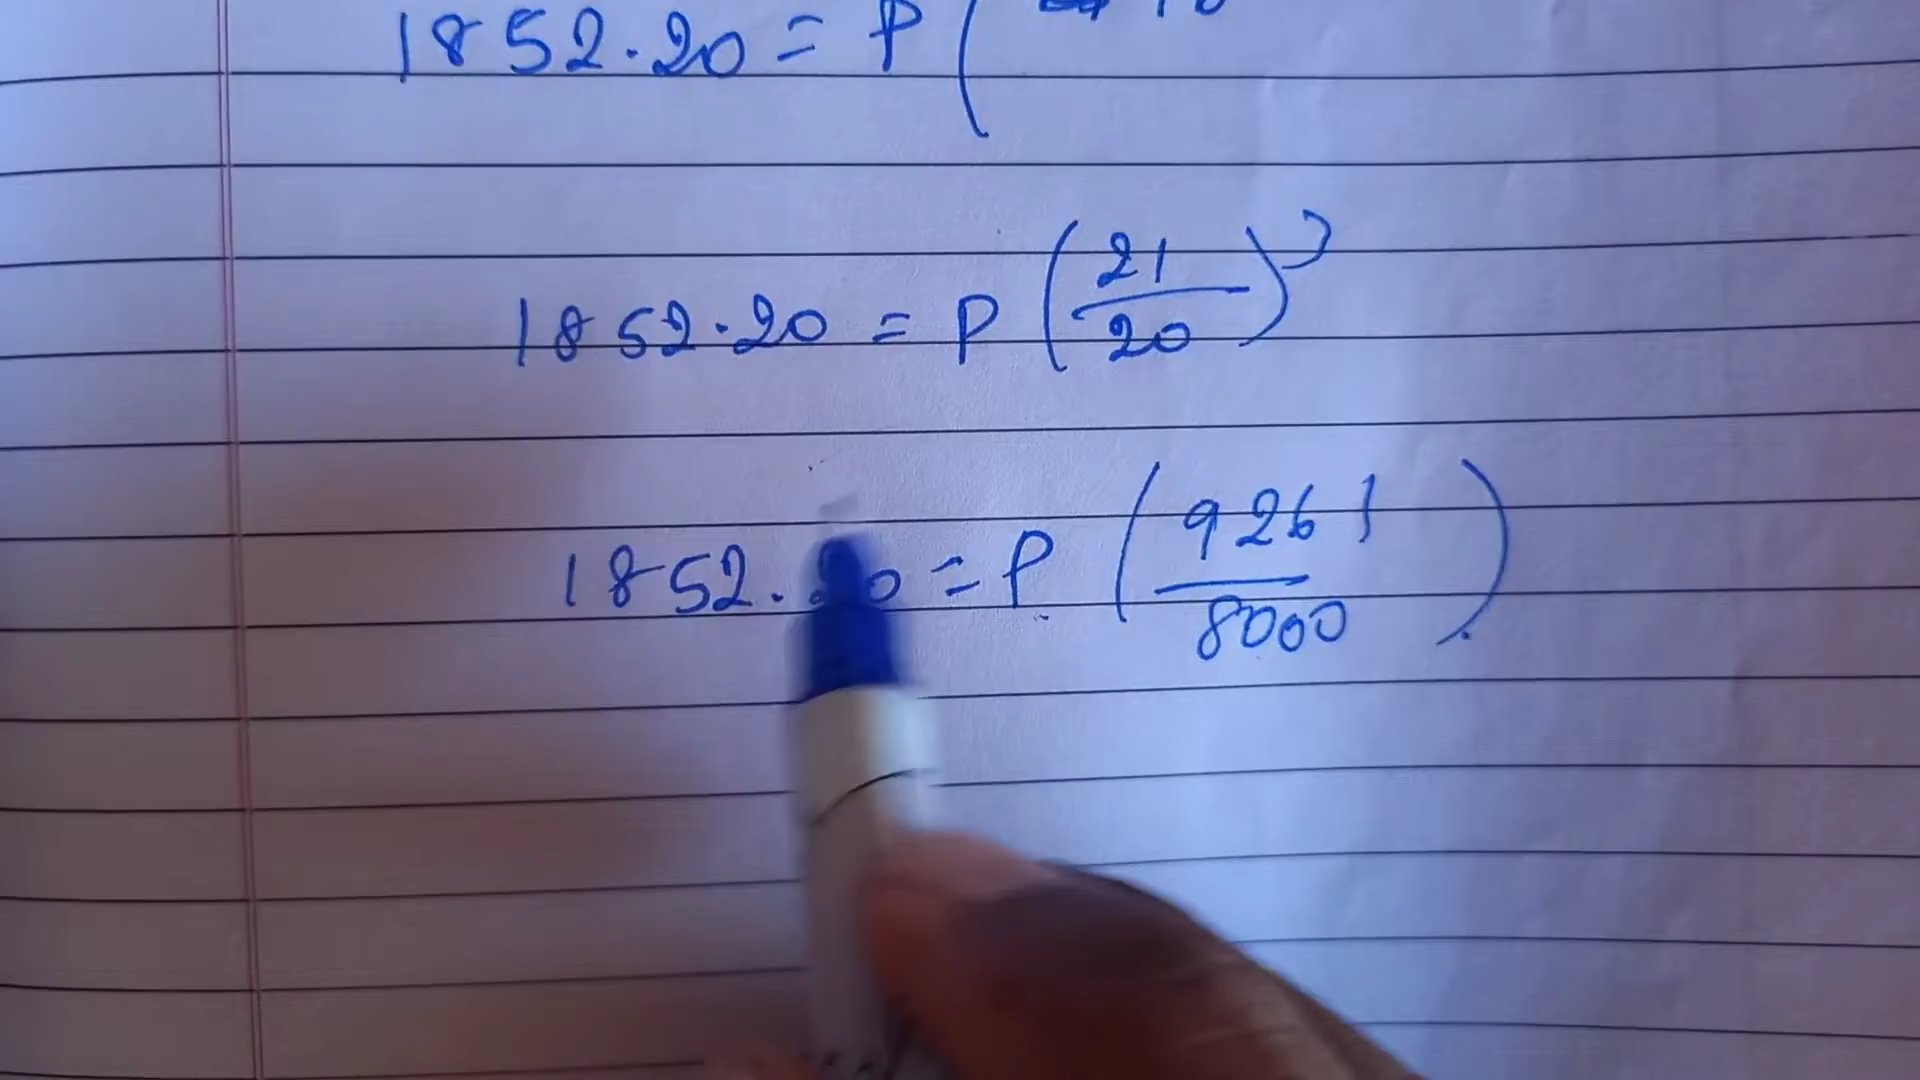 1852.20 = P (
1852.20 = P (21/20)³
1852.20 = P (9261/8000)